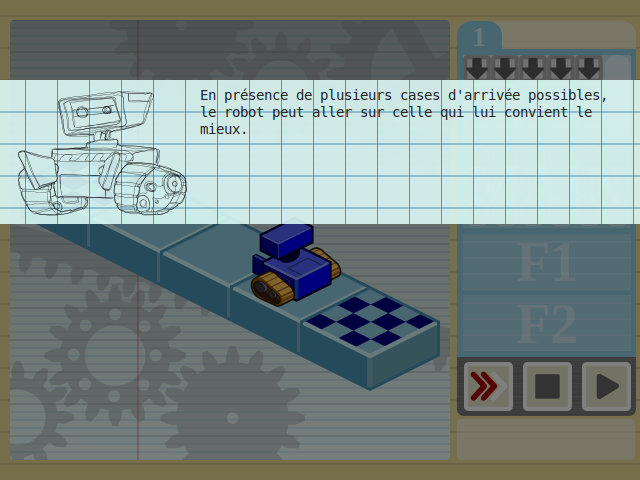 1
En présence de plusieurs cases d'arrivée possibles,
le robot peut aller sur celle qui lui convient le
mieux.
F1
F2